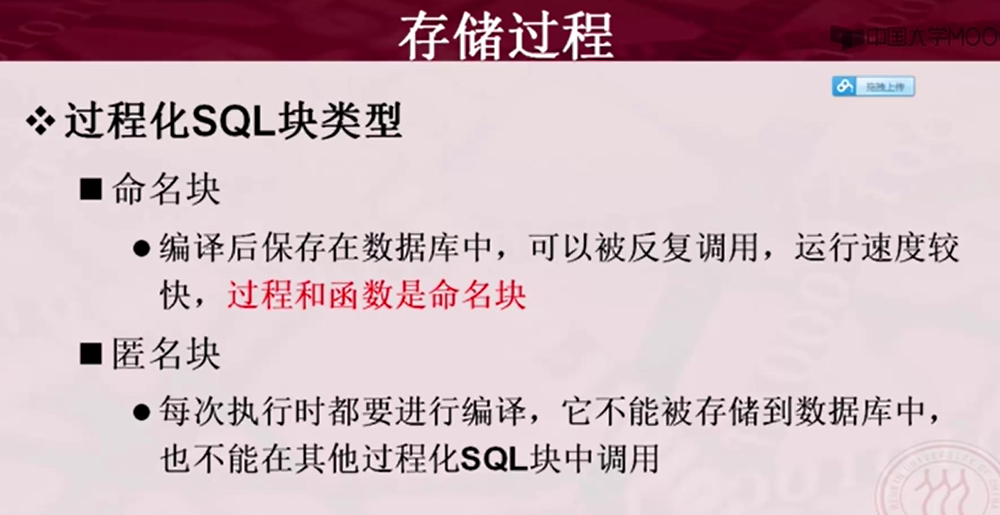 存储过程
中国大学MOO
拖拽上传
❖过程化SQL块类型
■ 命名块
● 编译后保存在数据库中，可以被反复调用，运行速度较
快，过程和函数是命名块
■ 匿名块
● 每次执行时都要进行编译，它不能被存储到数据库中，
也不能在其他过程化SQL块中调用